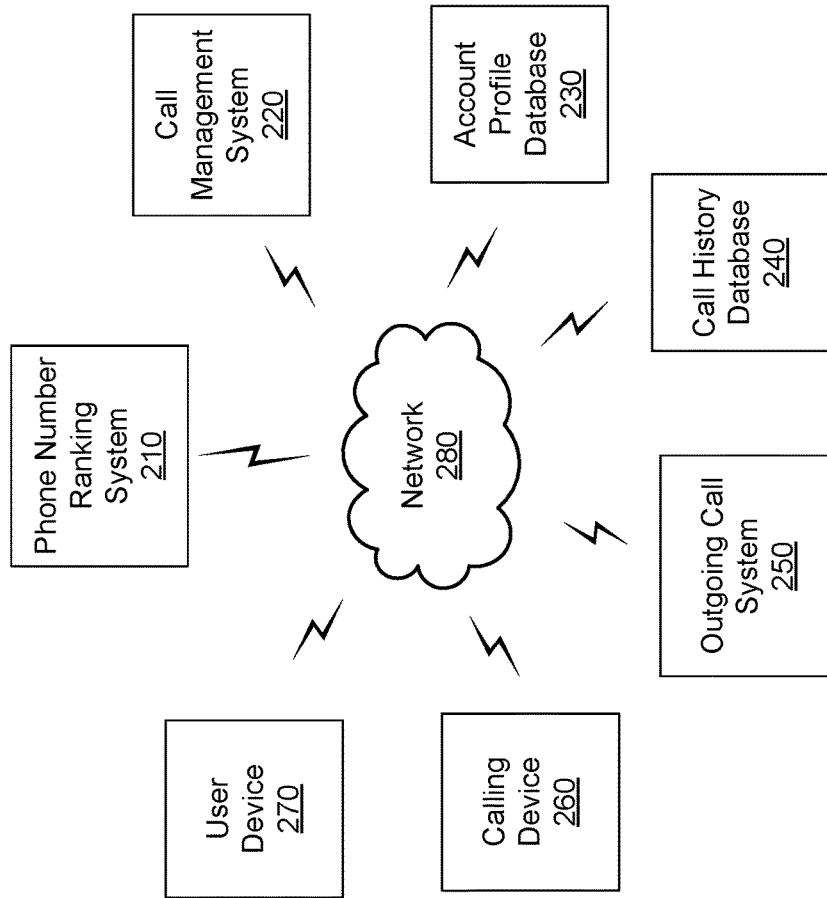 Phone Number
Ranking
System
210
User
Device
270
Call
Management
System
220
Network
280
Calling
Device
260
Account
Profile
Database
230
Outgoing Call
System
250
Call History
Database
240